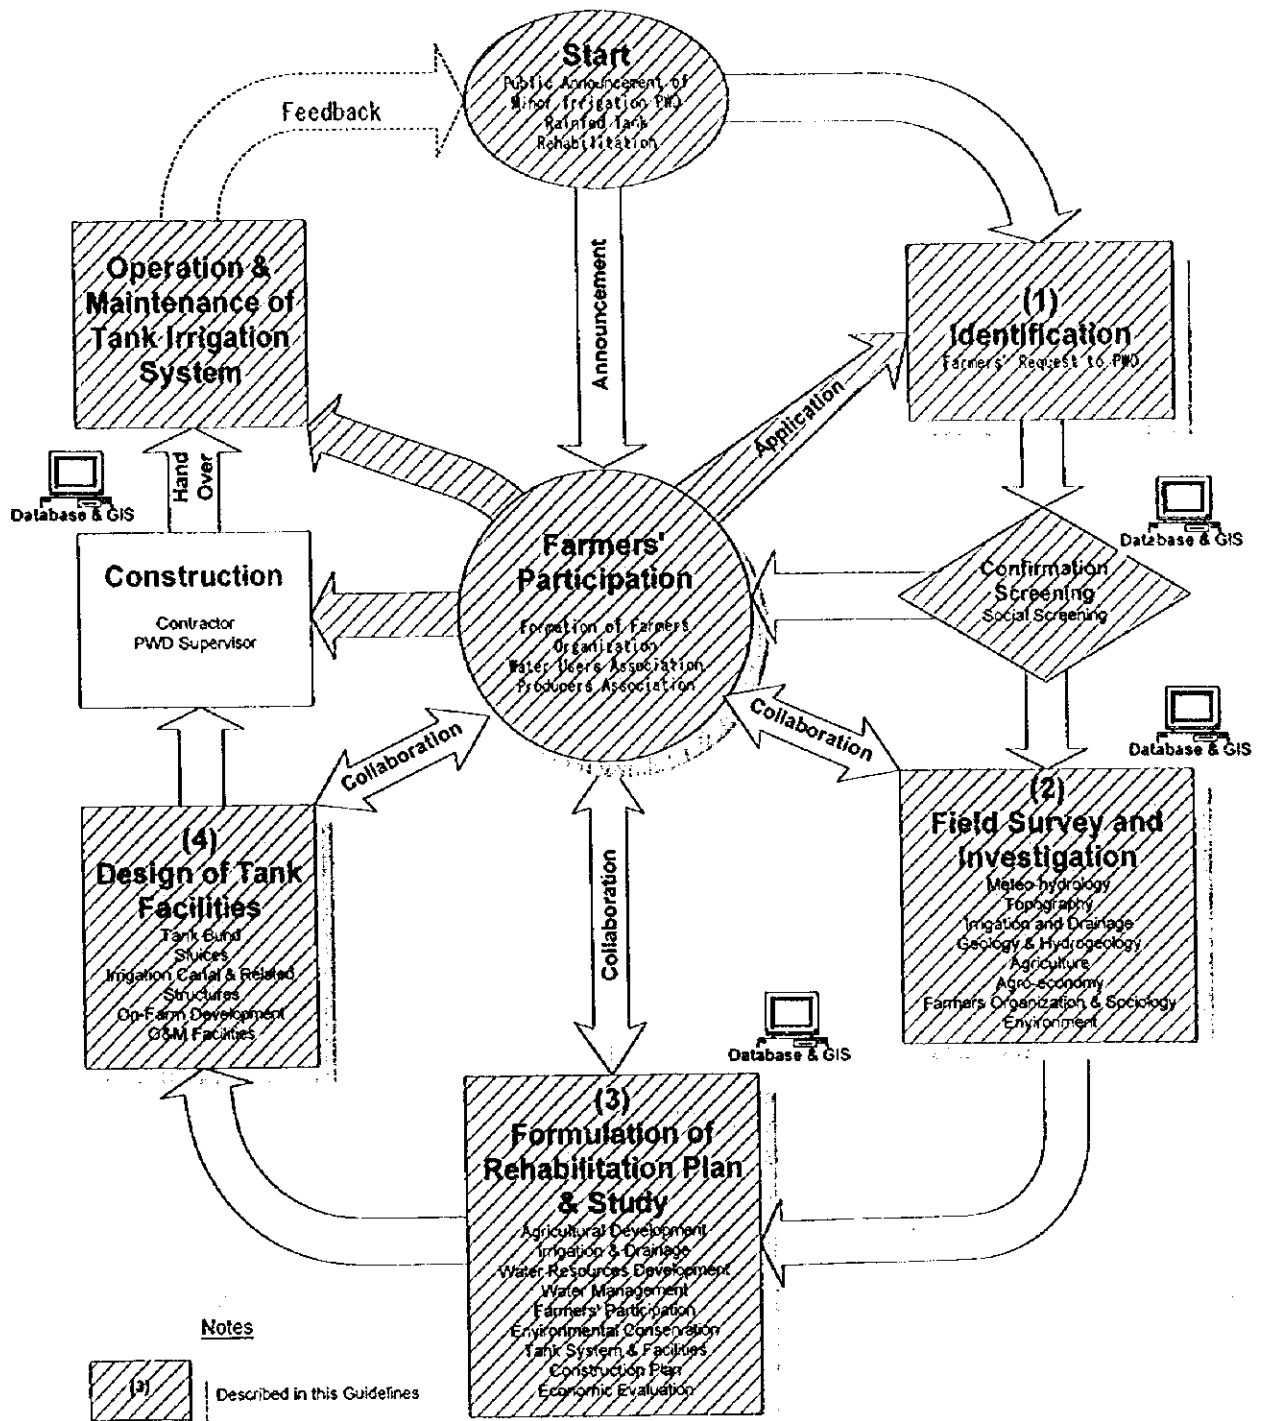 Start
Public Announcement of
Minor Irrigation PWD
Rainfed Tank
Rehabilitation
Feedback
Announcement
Operation &
Maintenance of
Tank Irrigation
System
(1)
Identification
Farmers' Request to PWD
Application
Hand
Over
Database & GIS
Database & GIS
Construction
Contractor
PWD Supervisor
Farmers'
Participation
Formation of Farmers
Organization
Water Users Association
Producers Association
Confirmation
Screening
Social Screening
Database & GIS
Collaboration
Collaboration
Collaboration
(2)
Field Survey and
Investigation
Meteo-hydrology
Topography
Irrigation and Drainage
Geology & Hydrogeology
Agriculture
Agro-economy
Farmers Organization & Sociology
Environment
(4)
Design of Tank
Facilities
Tank Bund
Sluices
Irrigation Canal & Related
Structures
On-Farm Development
O&M Facilities
Database & GIS
(3)
Formulation of
Rehabilitation Plan
& Study
Agricultural Development
Irrigation & Drainage
Water Resources Development
Water Management
Farmers' Participation
Environmental Conservation
Tank System & Facilities
Construction Plan
Economic Evaluation
Notes
(3)
Described in this Guidelines